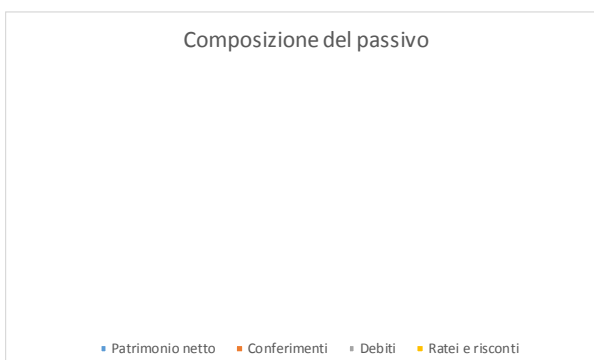 Composizione del passivo
Patrimonio netto Conferimenti Debiti Ratei e risconti